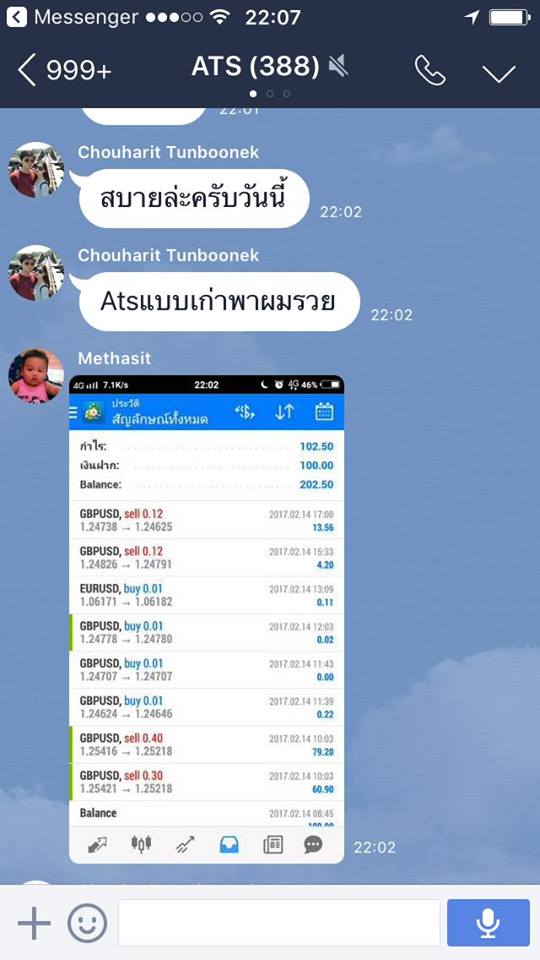 Messenger 22:07
999+ ATS (388)
22:01
Chouharit Tunboonek
สบายล่ะครับวันนี้
22:02
Chouharit Tunboonek
Atsแบบเก่าพาผมรวย
22:02
Methasit
4G 7.1K/s 22:02 4G 46%
ประวัติ
สัญลักษณ์ทั้งหมด
กำไร: 102.50
เงินฝาก: 100.00
Balance: 202.50
GBPUSD, sell 0.12 2017.02.14 17:00
1.24738 → 1.24625 13.56
GBPUSD, sell 0.12 2017.02.14 15:33
1.24826 → 1.24791 4.20
EURUSD, buy 0.01 2017.02.14 13:09
1.06171 → 1.06182 0.11
GBPUSD, buy 0.01 2017.02.14 12:03
1.24778 → 1.24780 0.02
GBPUSD, buy 0.01 2017.02.14 11:43
1.24707 → 1.24707 0.00
GBPUSD, buy 0.01 2017.02.14 11:39
1.24624 → 1.24646 0.22
GBPUSD, sell 0.40 2017.02.14 10:03
1.25416 → 1.25218 79.20
GBPUSD, sell 0.30 2017.02.14 10:03
1.25421 → 1.25218 60.90
Balance 2017.02.14 08:45
100.00
22:02